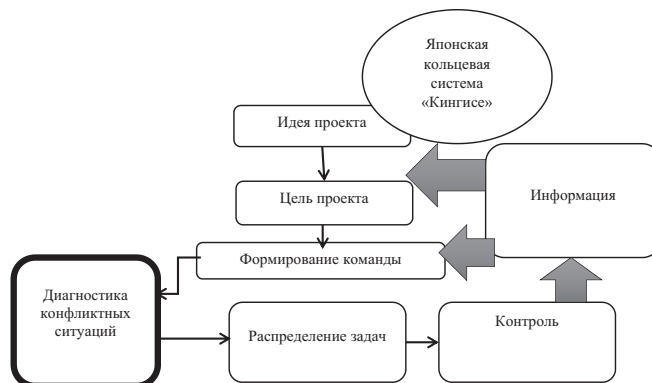 Японская
кольцевая
система
«Кингисе»
Идея проекта
Цель проекта
Информация
Формирование команды
Диагностика
конфликтных
ситуаций
Распределение задач
Контроль